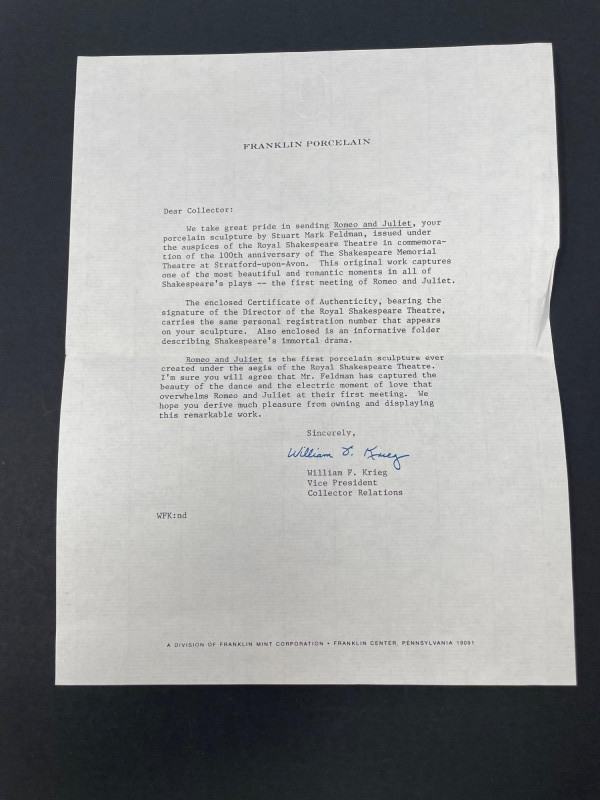 FRANKLIN PORCELAIN
Dear Collector:
We take great pride in sending Romeo and Juliet, your
porcelain sculpture by Stuart Mark Feldman, issued under
the auspices of the Royal Shakespeare Theatre in commemora-
tion of the 100th anniversary of The Shakespeare Memorial
Theatre at Stratford-upon-Avon. This original work captures
one of the most beautiful and romantic moments in all of
Shakespeare's plays -- the first meeting of Romeo and Juliet.
The enclosed Certificate of Authenticity, bearing the
signature of the Director of the Royal Shakespeare Theatre,
carries the same personal registration number that appears
on your sculpture. Also enclosed is an informative folder
describing Shakespeare's immortal drama.
Romeo and Juliet is the first porcelain sculpture ever
created under the aegis of the Royal Shakespeare Theatre.
I'm sure you will agree that Mr. Feldman has captured the
beauty of the dance and the electric moment of love that
overwhelms Romeo and Juliet at their first meeting. We
hope you derive much pleasure from owning and displaying
this remarkable work.
Sincerely,
William F. Krieg
William F. Krieg
Vice President
Collector Relations
WFK:nd
A DIVISION OF FRANKLIN MINT CORPORATION • FRANKLIN CENTER, PENNSYLVANIA 19091